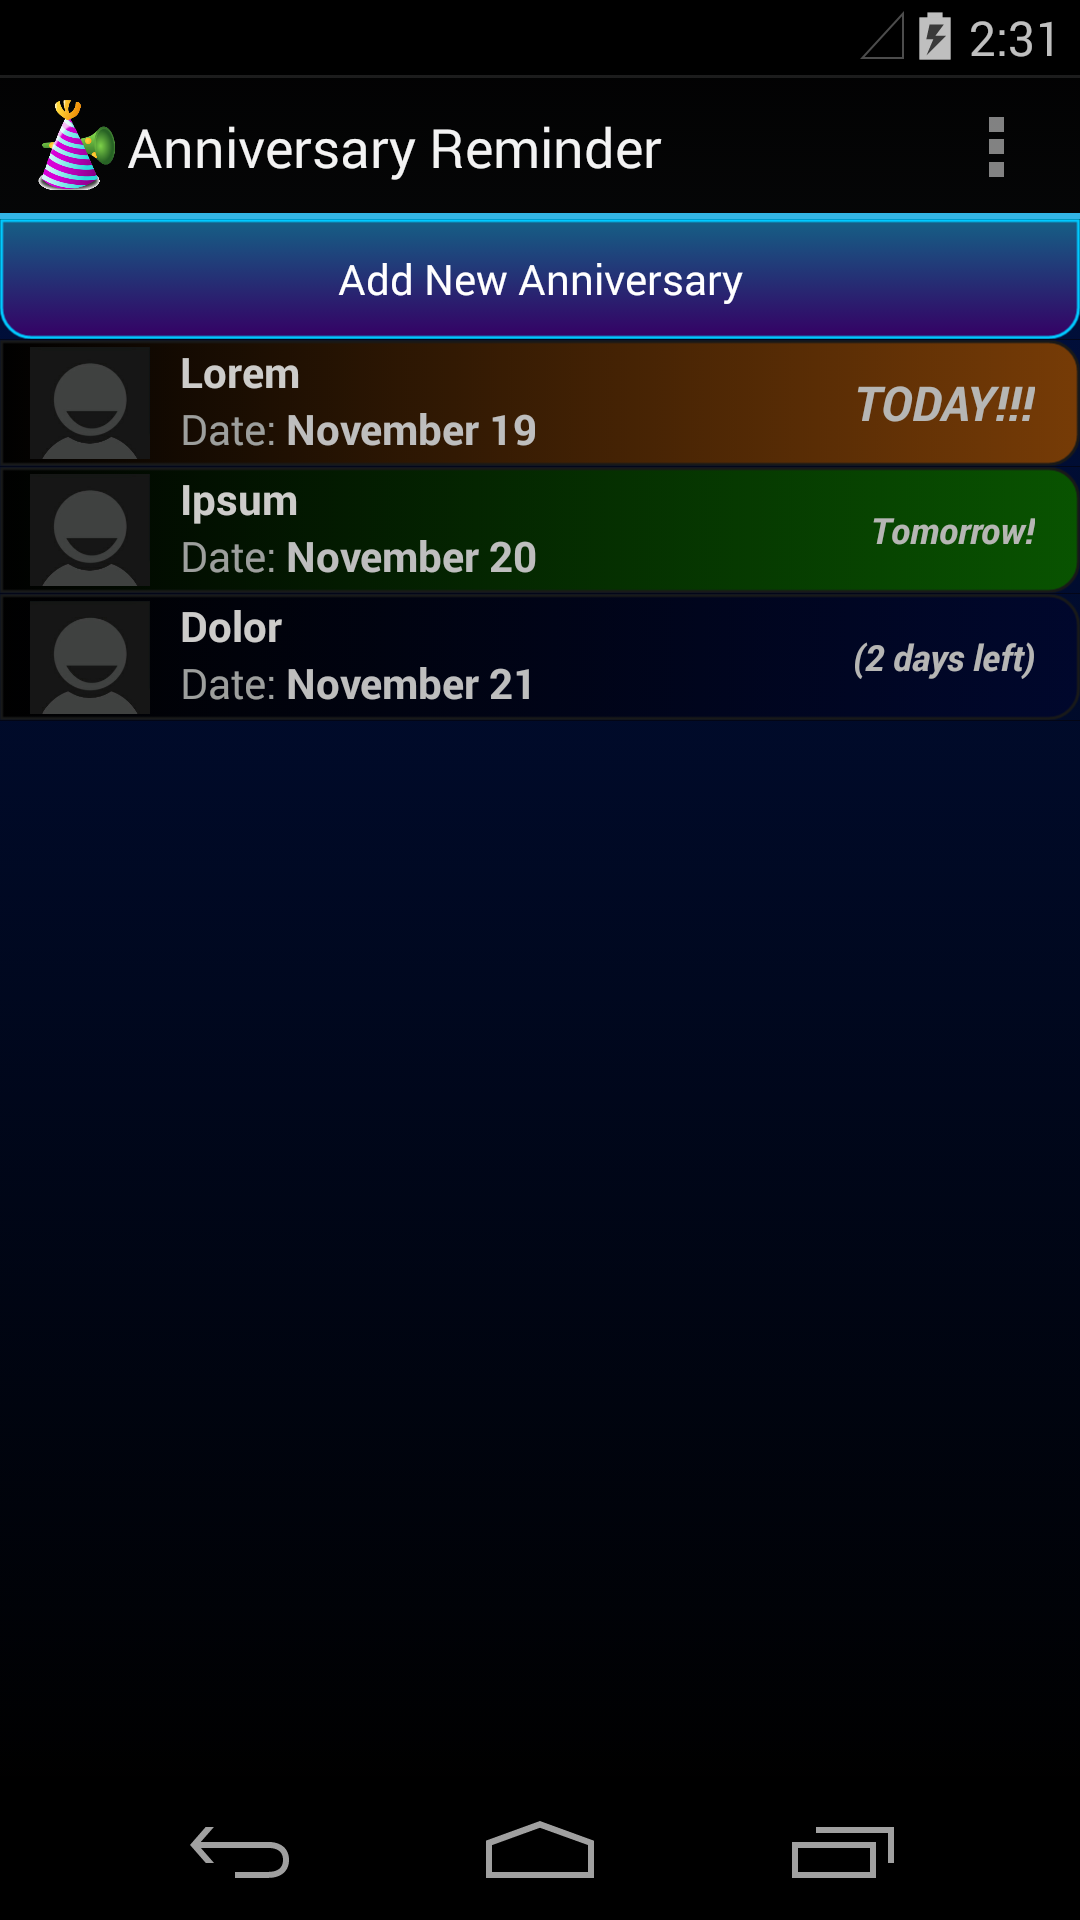 2:31
Anniversary Reminder
Add New Anniversary
Lorem
Date: November 19
TODAY!!!
Ipsum
Date: November 20
Tomorrow!
Dolor
Date: November 21
(2 days left)